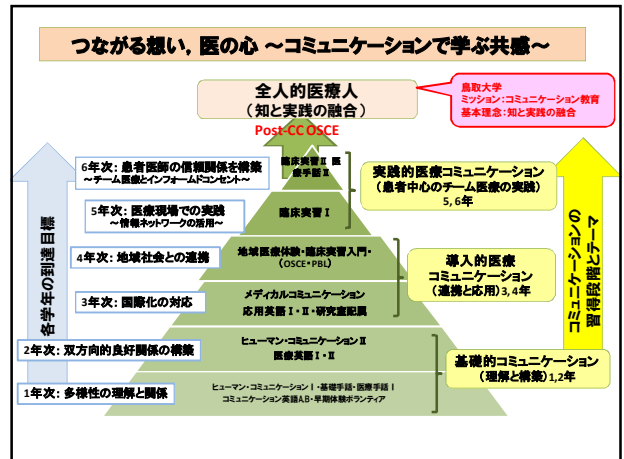 つながる想い，医の心 ～コミュニケーションで学ぶ共感～
全人的医療人
（知と実践の融合）
Post-CC OSCE
鳥取大学
ミッション：コミュニケーション教育
基本理念：知と実践の融合
各学年の到達目標
6年次：患者医師の信頼関係を構築
～チーム医療とインフォームドコンセント～
5年次：医療現場での実践
～情報ネットワークの活用～
4年次：地域社会との連携
3年次：国際化の対応
2年次：双方向的良好関係の構築
1年次：多様性の理解と関係
臨床実習Ⅱ 医
療手話Ⅱ
臨床実習Ⅰ
地域医療体験・臨床実習入門・
（OSCE・PBL）
メディカルコミュニケーション
応用英語Ⅰ・Ⅱ・研究室配属
ヒューマン・コミュニケーションⅡ
医療英語Ⅰ・Ⅱ
ヒューマン・コミュニケーションⅠ・基礎手話・医療手話Ⅰ
コミュニケーション英語A,B・早期体験ボランティア
実践的医療コミュニケーション
（患者中心のチーム医療の実践）
5,6年
導入的医療
コミュニケーション
（連携と応用）3,4年
基礎的コミュニケーション
（理解と構築）1,2年
コミュニケーションの
習得段階とテーマ